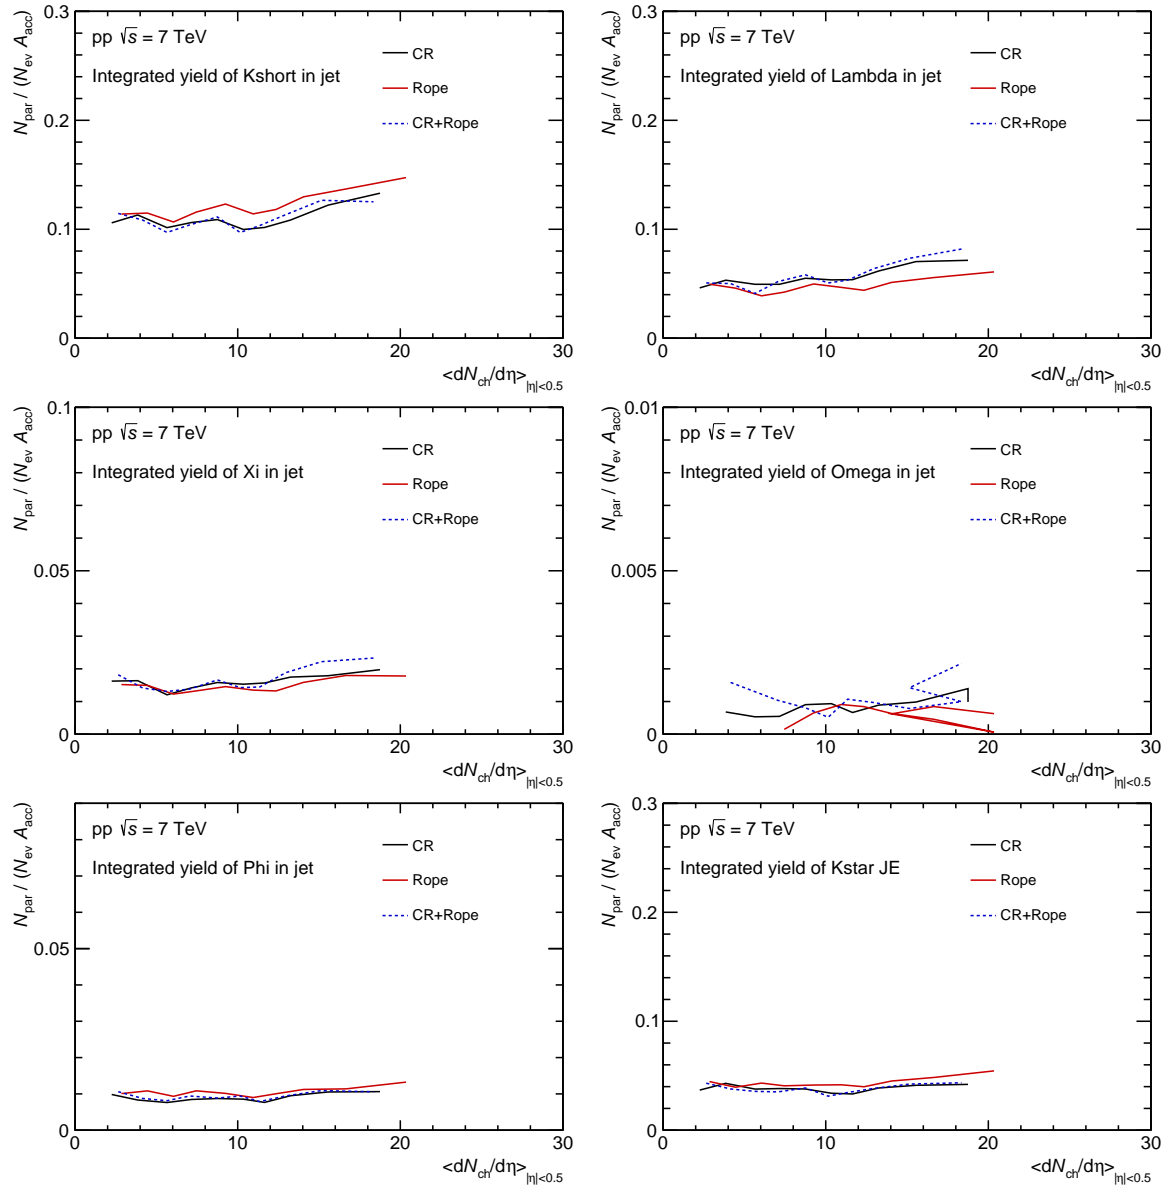 0.3
pp √s = 7 TeV
Integrated yield of Kshort in jet
CR
Rope
CR+Rope
0.2
0.1
0
0 10 20 30
N_par / (N_ev A_acc)
<dN_ch/dη>_|η|<0.5
0.3
pp √s = 7 TeV
Integrated yield of Lambda in jet
CR
Rope
CR+Rope
0.2
0.1
0
0 10 20 30
N_par / (N_ev A_acc)
<dN_ch/dη>_|η|<0.5
0.1
pp √s = 7 TeV
Integrated yield of Xi in jet
CR
Rope
CR+Rope
0.05
0
0 10 20 30
N_par / (N_ev A_acc)
<dN_ch/dη>_|η|<0.5
0.01
pp √s = 7 TeV
Integrated yield of Omega in jet
CR
Rope
CR+Rope
0.005
0
0 10 20 30
N_par / (N_ev A_acc)
<dN_ch/dη>_|η|<0.5
pp √s = 7 TeV
Integrated yield of Phi in jet
CR
Rope
CR+Rope
0.05
0
0 10 20 30
N_par / (N_ev A_acc)
<dN_ch/dη>_|η|<0.5
0.3
pp √s = 7 TeV
Integrated yield of Kstar JE
CR
Rope
CR+Rope
0.2
0.1
0
0 10 20 30
N_par / (N_ev A_acc)
<dN_ch/dη>_|η|<0.5